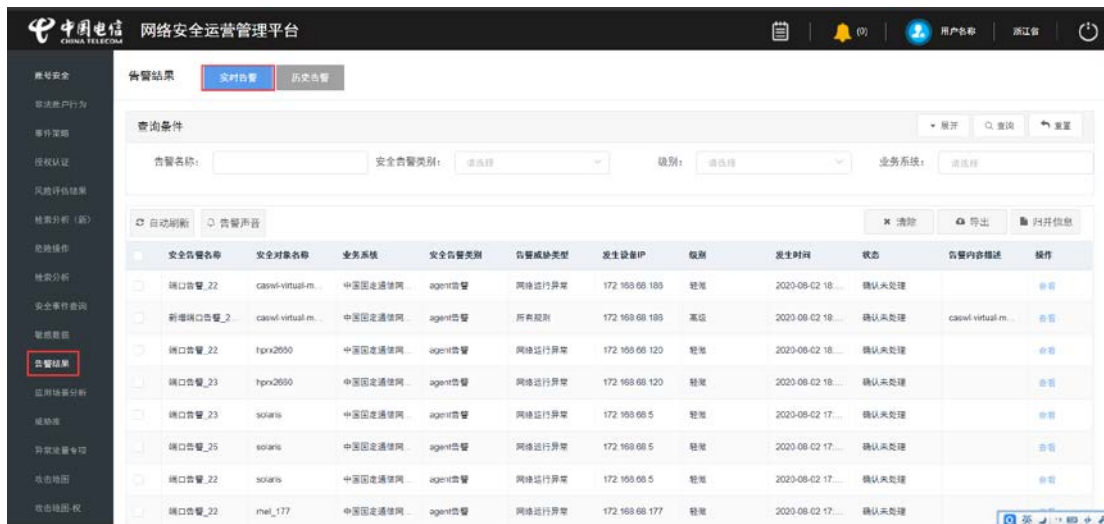 中国电信 CHINA TELECOM 网络安全运营管理平台 (0) 用户名称 浙江省
账号安全
非法账户行为
事件策略
授权认证
风险评估结果
检索分析（新）
危险操作
检索分析
安全事件查询
敏感数据
告警结果
应用场景分析
威胁库
异常流量专项
攻击地图
攻击地图-权
告警结果 实时告警 历史告警
查询条件 展开 查询 重置
告警名称： 安全告警类别： 请选择 级别： 请选择 业务系统： 请选择
自动刷新 告警声音 清除 导出 归并信息
安全告警名称 安全对象名称 业务系统 安全告警类别 告警威胁类型 发生设备IP 级别 发生时间 状态 告警内容描述 操作
端口告警_22 caswl-virtual-m... 中国固定通信网... agent告警 网络运行异常 172.168.68.188 轻微 2020-08-02 18:... 确认未处理 查看
新增端口告警_2... caswl-virtual-m... 中国固定通信网... agent告警 所有规则 172.168.68.188 高级 2020-08-02 18:... 确认未处理 caswl-virtual-m... 查看
端口告警_22 hprx2660 中国固定通信网... agent告警 网络运行异常 172.168.68.120 轻微 2020-08-02 18:... 确认未处理 查看
端口告警_23 hprx2660 中国固定通信网... agent告警 网络运行异常 172.168.68.120 轻微 2020-08-02 18:... 确认未处理 查看
端口告警_23 solaris 中国固定通信网... agent告警 网络运行异常 172.168.68.5 轻微 2020-08-02 17:... 确认未处理 查看
端口告警_25 solaris 中国固定通信网... agent告警 网络运行异常 172.168.68.5 轻微 2020-08-02 17:... 确认未处理 查看
端口告警_22 solaris 中国固定通信网... agent告警 网络运行异常 172.168.68.5 轻微 2020-08-02 17:... 确认未处理 查看
端口告警_22 rhel_177 中国固定通信网... agent告警 网络运行异常 172.168.68.177 轻微 2020-08-02 17:... 确认未处理
英